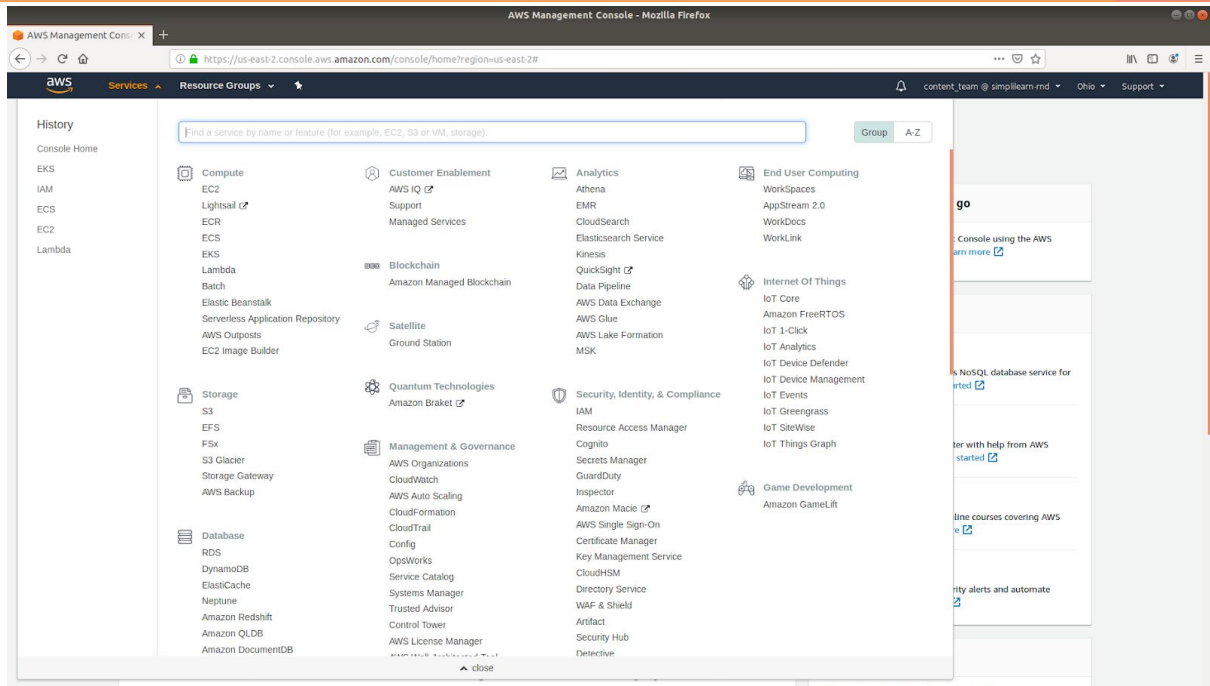 AWS Management Console - Mozilla Firefox
AWS Management Conso X +
https://us-east-2.console.aws.amazon.com/console/home?region=us-east-2#
aws Services Resource Groups content_team @ simplilearn-rnd Ohio Support
History
Console Home
EKS
IAM
ECS
EC2
Lambda
Find a service by name or feature (for example, EC2, S3 or VM, storage).
Group A-Z
Compute
EC2
Lightsail
ECR
ECS
EKS
Lambda
Batch
Elastic Beanstalk
Serverless Application Repository
AWS Outposts
EC2 Image Builder
Storage
S3
EFS
FSx
S3 Glacier
Storage Gateway
AWS Backup
Database
RDS
DynamoDB
ElastiCache
Neptune
Amazon Redshift
Amazon QLDB
Amazon DocumentDB
Customer Enablement
AWS IQ
Support
Managed Services
Blockchain
Amazon Managed Blockchain
Satellite
Ground Station
Quantum Technologies
Amazon Braket
Management & Governance
AWS Organizations
CloudWatch
AWS Auto Scaling
CloudFormation
CloudTrail
Config
OpsWorks
Service Catalog
Systems Manager
Trusted Advisor
Control Tower
AWS License Manager
AWS Well-Architected Tool
Analytics
Athena
EMR
CloudSearch
Elasticsearch Service
Kinesis
QuickSight
Data Pipeline
AWS Data Exchange
AWS Glue
AWS Lake Formation
MSK
Security, Identity, & Compliance
IAM
Resource Access Manager
Cognito
Secrets Manager
GuardDuty
Inspector
Amazon Macie
AWS Single Sign-On
Certificate Manager
Key Management Service
CloudHSM
Directory Service
WAF & Shield
Artifact
Security Hub
Detective
End User Computing
WorkSpaces
AppStream 2.0
WorkDocs
WorkLink
Internet Of Things
IoT Core
Amazon FreeRTOS
IoT 1-Click
IoT Analytics
IoT Device Defender
IoT Device Management
IoT Events
IoT Greengrass
IoT SiteWise
IoT Things Graph
Game Development
Amazon GameLift
go
Console using the AWS
arn more
s NoSQL database service for
rted
ter with help from AWS
started
line courses covering AWS
e
rity alerts and automate
close